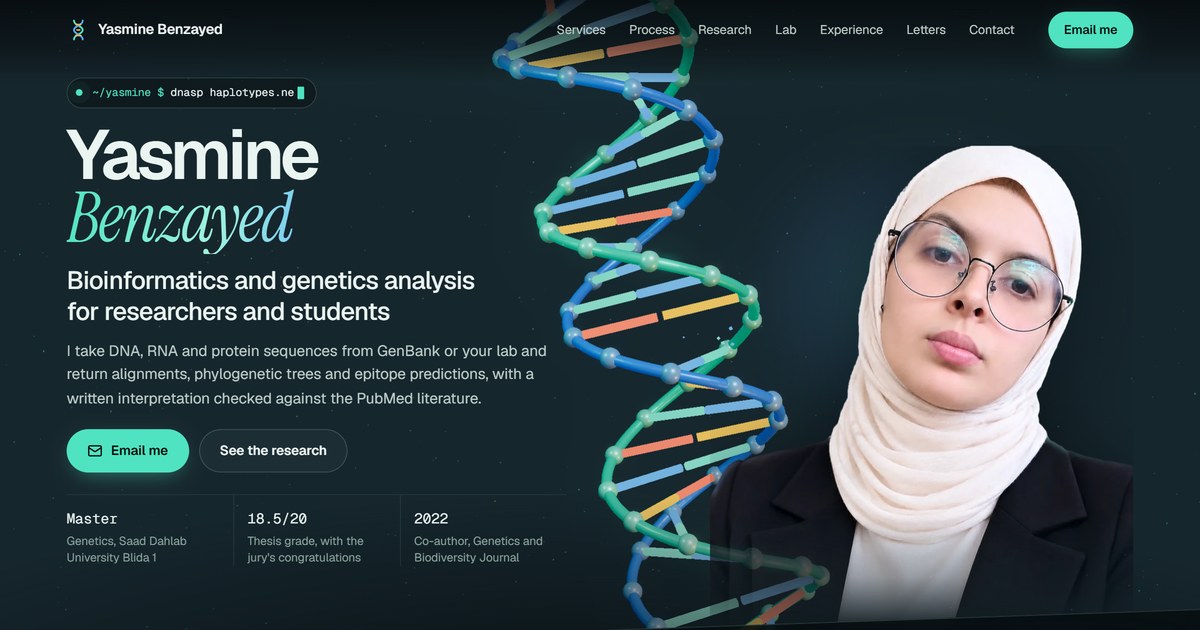 Yasmine Benzayed
Services Process Research Lab Experience Letters Contact Email me
~/yasmine $ dnasp haplotypes.ne
Yasmine
Benzayed
Bioinformatics and genetics analysis
for researchers and students
I take DNA, RNA and protein sequences from GenBank or your lab and
return alignments, phylogenetic trees and epitope predictions, with a
written interpretation checked against the PubMed literature.
Email me
See the research
Master
Genetics, Saad Dahlab
University Blida 1
18.5/20
Thesis grade, with the
jury's congratulations
2022
Co-author, Genetics and
Biodiversity Journal